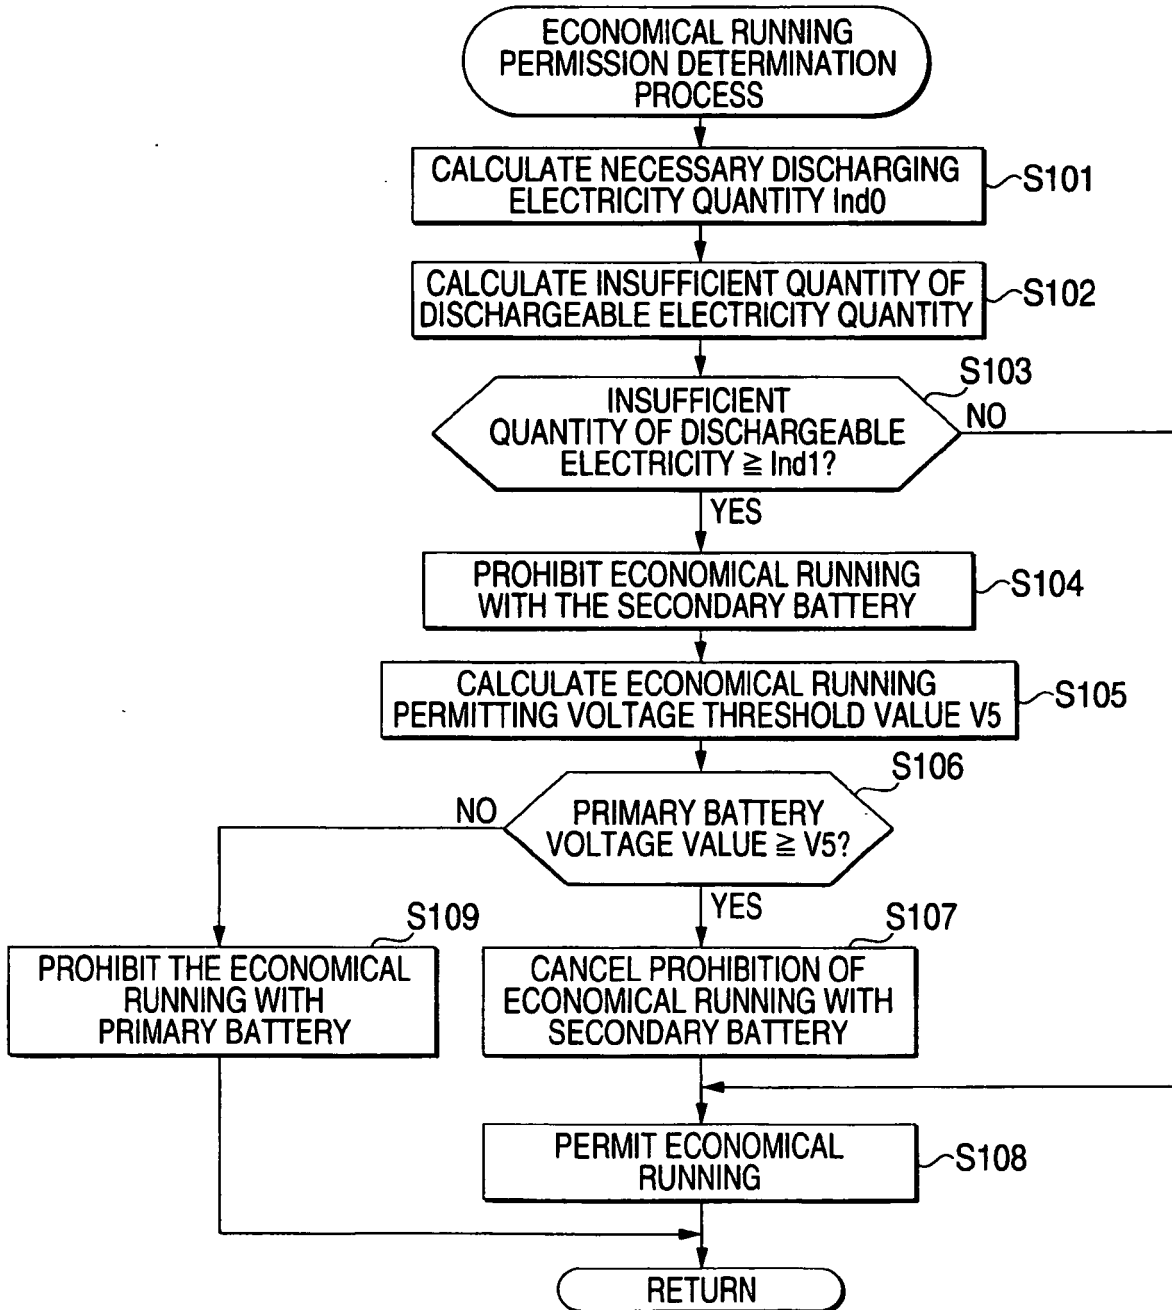 ECONOMICAL RUNNING
PERMISSION DETERMINATION
PROCESS
CALCULATE NECESSARY DISCHARGING
ELECTRICITY QUANTITY Ind0
S101
CALCULATE INSUFFICIENT QUANTITY OF
DISCHARGEABLE ELECTRICITY QUANTITY
S102
S103
INSUFFICIENT
QUANTITY OF DISCHARGEABLE
ELECTRICITY ≧ Ind1?
NO
YES
PROHIBIT ECONOMICAL RUNNING
WITH THE SECONDARY BATTERY
S104
CALCULATE ECONOMICAL RUNNING
PERMITTING VOLTAGE THRESHOLD VALUE V5
S105
S106
PRIMARY BATTERY
VOLTAGE VALUE ≧ V5?
NO
YES
S109
PROHIBIT THE ECONOMICAL
RUNNING WITH
PRIMARY BATTERY
S107
CANCEL PROHIBITION OF
ECONOMICAL RUNNING WITH
SECONDARY BATTERY
PERMIT ECONOMICAL
RUNNING
S108
RETURN